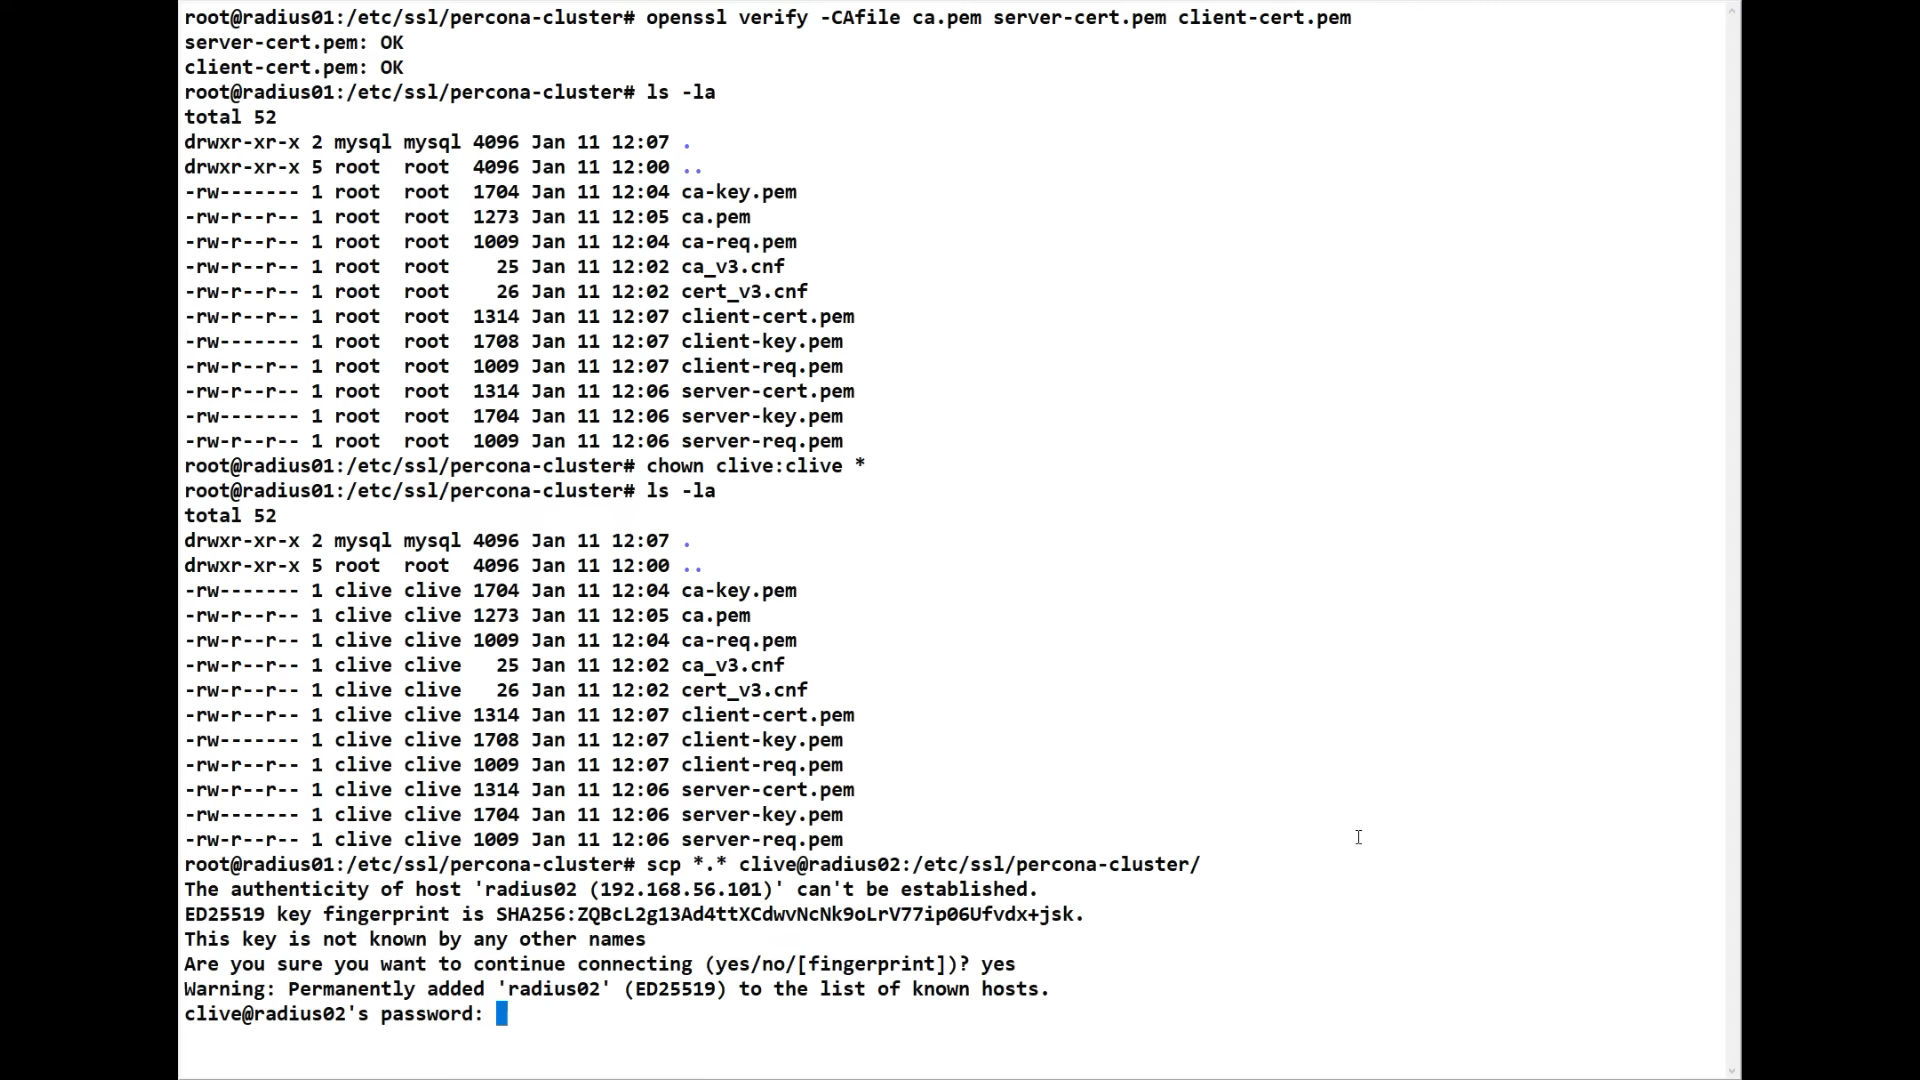 root@radius01:/etc/ssl/percona-cluster# openssl verify -CAfile ca.pem server-cert.pem client-cert.pem
server-cert.pem: OK
client-cert.pem: OK
root@radius01:/etc/ssl/percona-cluster# ls -la
total 52
drwxr-xr-x 2 mysql mysql 4096 Jan 11 12:07 .
drwxr-xr-x 5 root  root  4096 Jan 11 12:00 ..
-rw------- 1 root  root  1704 Jan 11 12:04 ca-key.pem
-rw-r--r-- 1 root  root  1273 Jan 11 12:05 ca.pem
-rw-r--r-- 1 root  root  1009 Jan 11 12:04 ca-req.pem
-rw-r--r-- 1 root  root    25 Jan 11 12:02 ca_v3.cnf
-rw-r--r-- 1 root  root    26 Jan 11 12:02 cert_v3.cnf
-rw-r--r-- 1 root  root  1314 Jan 11 12:07 client-cert.pem
-rw------- 1 root  root  1708 Jan 11 12:07 client-key.pem
-rw-r--r-- 1 root  root  1009 Jan 11 12:07 client-req.pem
-rw-r--r-- 1 root  root  1314 Jan 11 12:06 server-cert.pem
-rw------- 1 root  root  1704 Jan 11 12:06 server-key.pem
-rw-r--r-- 1 root  root  1009 Jan 11 12:06 server-req.pem
root@radius01:/etc/ssl/percona-cluster# chown clive:clive *
root@radius01:/etc/ssl/percona-cluster# ls -la
total 52
drwxr-xr-x 2 mysql mysql 4096 Jan 11 12:07 .
drwxr-xr-x 5 root  root  4096 Jan 11 12:00 ..
-rw------- 1 clive clive 1704 Jan 11 12:04 ca-key.pem
-rw-r--r-- 1 clive clive 1273 Jan 11 12:05 ca.pem
-rw-r--r-- 1 clive clive 1009 Jan 11 12:04 ca-req.pem
-rw-r--r-- 1 clive clive   25 Jan 11 12:02 ca_v3.cnf
-rw-r--r-- 1 clive clive   26 Jan 11 12:02 cert_v3.cnf
-rw-r--r-- 1 clive clive 1314 Jan 11 12:07 client-cert.pem
-rw------- 1 clive clive 1708 Jan 11 12:07 client-key.pem
-rw-r--r-- 1 clive clive 1009 Jan 11 12:07 client-req.pem
-rw-r--r-- 1 clive clive 1314 Jan 11 12:06 server-cert.pem
-rw------- 1 clive clive 1704 Jan 11 12:06 server-key.pem
-rw-r--r-- 1 clive clive 1009 Jan 11 12:06 server-req.pem
root@radius01:/etc/ssl/percona-cluster# scp *.* clive@radius02:/etc/ssl/percona-cluster/
The authenticity of host 'radius02 (192.168.56.101)' can't be established.
ED25519 key fingerprint is SHA256:ZQBcL2g13Ad4ttXCdwvNcNk9oLrV77ip06Ufvdx+jsk.
This key is not known by any other names
Are you sure you want to continue connecting (yes/no/[fingerprint])? yes
Warning: Permanently added 'radius02' (ED25519) to the list of known hosts.
clive@radius02's password: